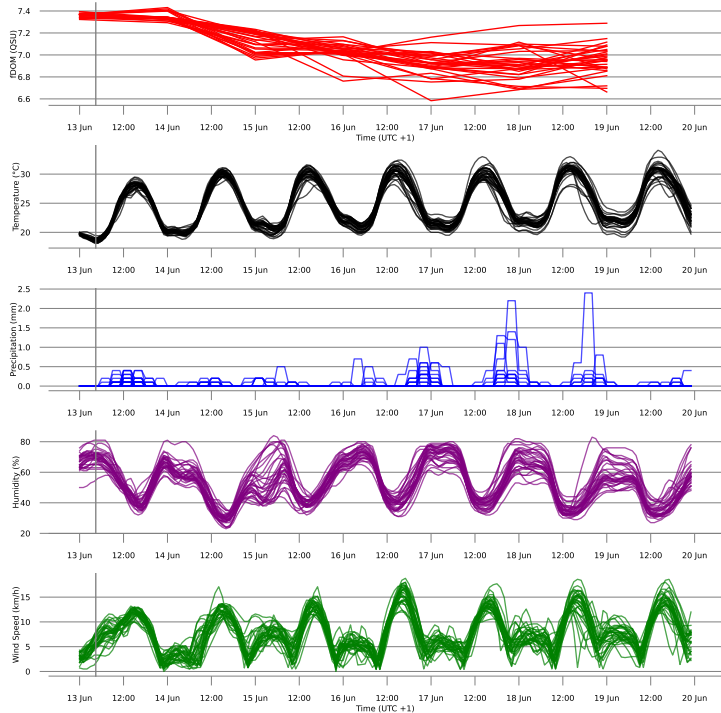 fDOM (QSU)
7.4
7.2
7.0
6.8
6.6
13 Jun 12:00 14 Jun 12:00 15 Jun 12:00 16 Jun 12:00 17 Jun 12:00 18 Jun 12:00 19 Jun 12:00 20 Jun
Time (UTC +1)
Temperature (°C)
30
25
20
13 Jun 12:00 14 Jun 12:00 15 Jun 12:00 16 Jun 12:00 17 Jun 12:00 18 Jun 12:00 19 Jun 12:00 20 Jun
Precipitation (mm)
2.5
2.0
1.5
1.0
0.5
0.0
13 Jun 12:00 14 Jun 12:00 15 Jun 12:00 16 Jun 12:00 17 Jun 12:00 18 Jun 12:00 19 Jun 12:00 20 Jun
Humidity (%)
80
60
40
20
13 Jun 12:00 14 Jun 12:00 15 Jun 12:00 16 Jun 12:00 17 Jun 12:00 18 Jun 12:00 19 Jun 12:00 20 Jun
Wind Speed (km/h)
15
10
5
0
13 Jun 12:00 14 Jun 12:00 15 Jun 12:00 16 Jun 12:00 17 Jun 12:00 18 Jun 12:00 19 Jun 12:00 20 Jun
Time (UTC +1)